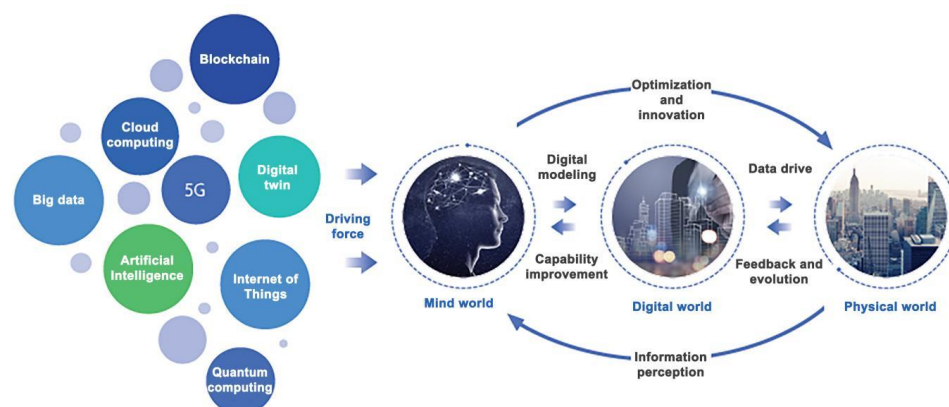 Blockchain
Cloud
computing
Big data
5G
Digital
twin
Artificial
Intelligence
Internet of
Things
Quantum
computing
Driving
force
Mind world
Digital
modeling
Capability
improvement
Digital world
Data drive
Feedback and
evolution
Physical world
Optimization
and
innovation
Information
perception